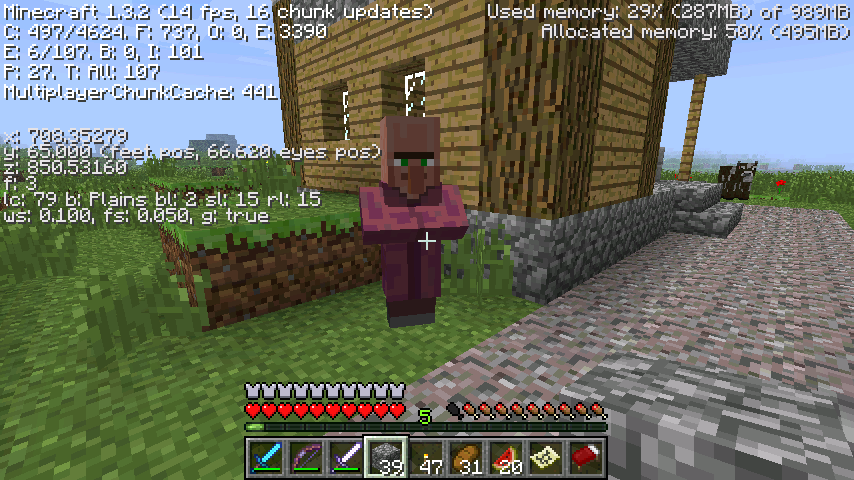 Minecraft 1.3.2 (14 fps, 16 chunk updates)
Used memory: 29% (287MB) of 989MB
C: 497/4624. F: 737, O: 0, E: 3390
Allocated memory: 50% (495MB)
E: 6/107. B: 0, I: 101
P: 27. T: All: 107
MultiplayerChunkCache: 441
x: 798.35279
y: 65.000 (feet pos, 66.620 eyes pos)
z: 850.53160
f: 3
lc: 79 b: Plains bl: 2 sl: 15 rl: 15
ws: 0.100, fs: 0.050, g: true
5
39 47 31 20